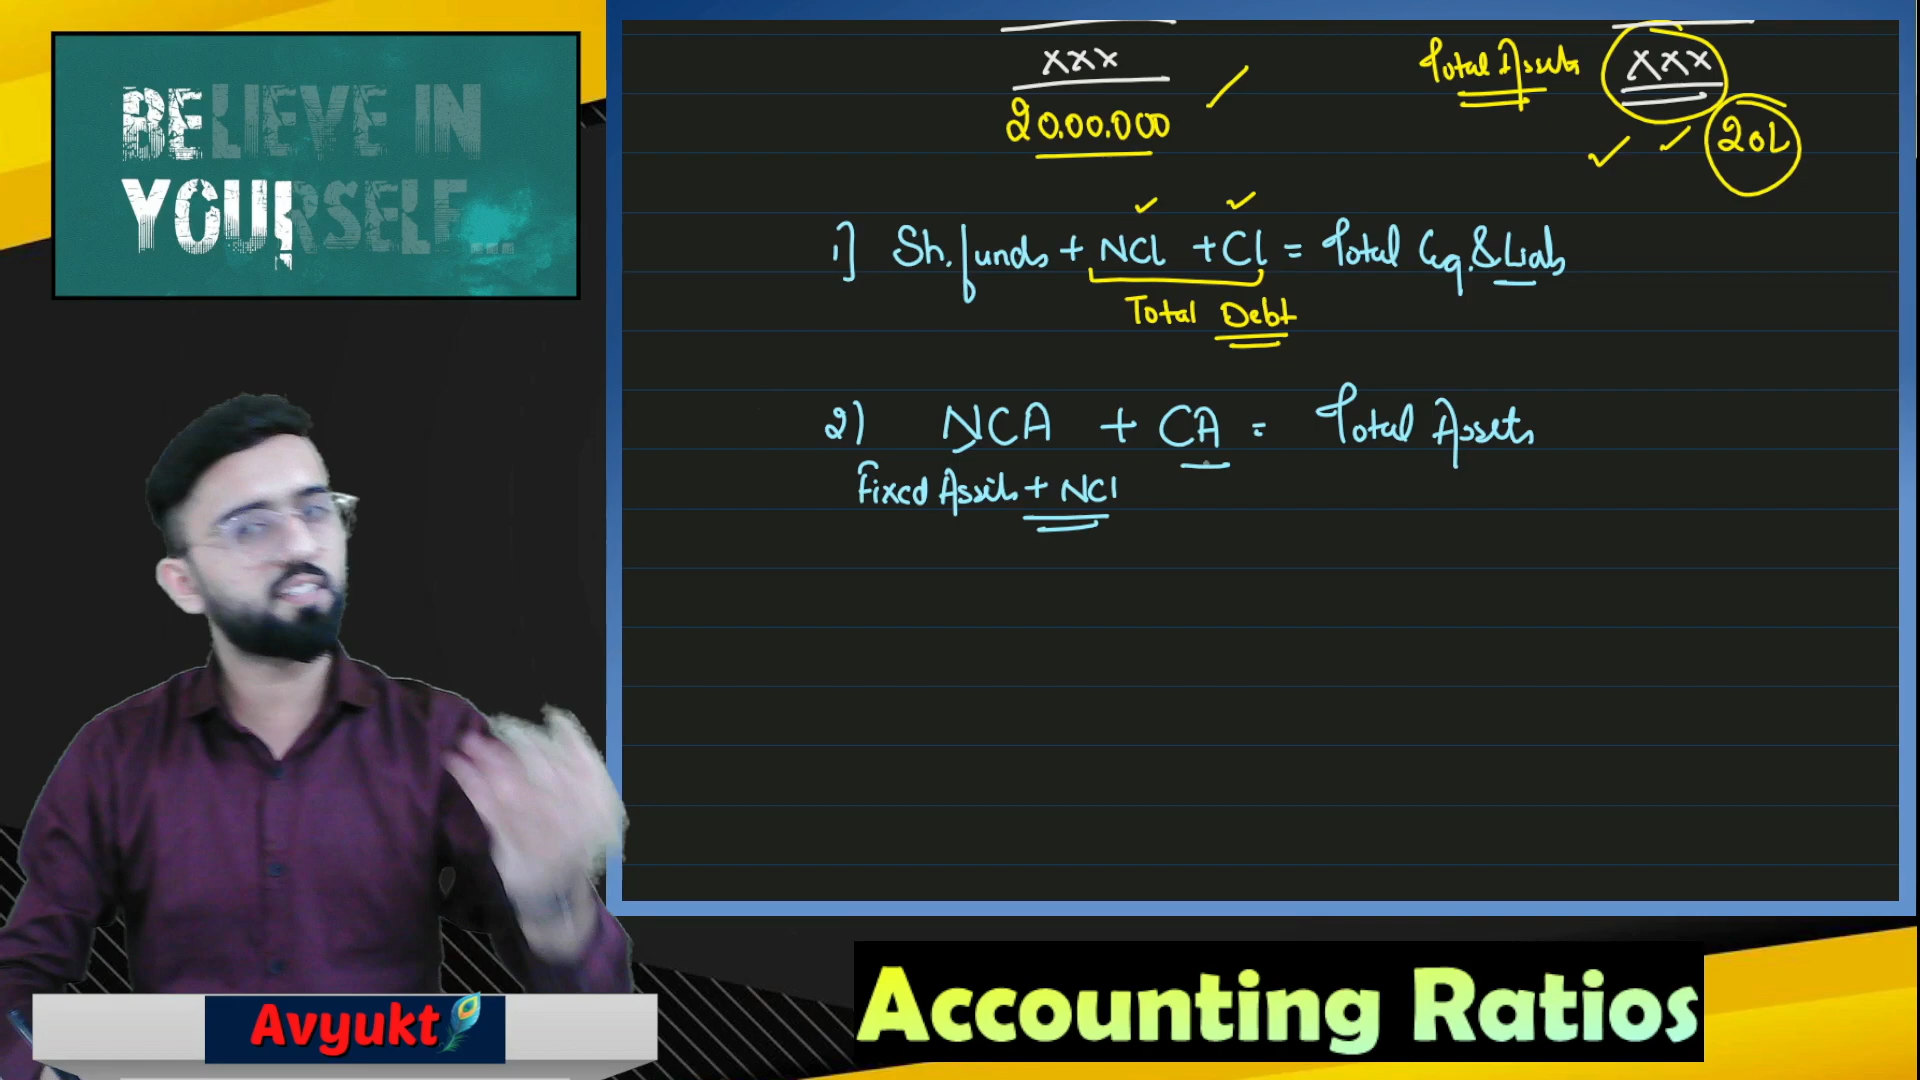 BELIEVE IN
YOURSELF...
xxx
20.00.000
Total Assets xxx
20L
1] Sh. funds + NCL + CL = Total Eq. & Liab
Total Debt
2) NCA + CA = Total Assets
Fixed Assets + NCI
Avyukt
Accounting Ratios